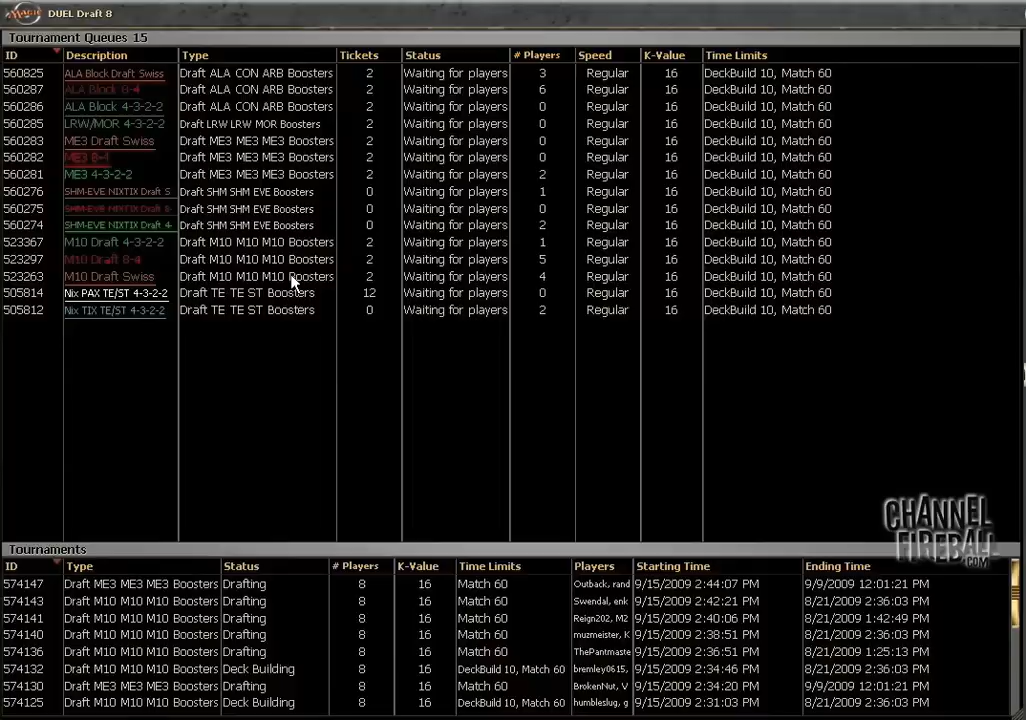 Magic DUEL Draft 8
Tournament Queues 15
ID Description Type Tickets Status # Players Speed K-Value Time Limits
560825 ALA Block Draft Swiss Draft ALA CON ARB Boosters 2 Waiting for players 3 Regular 16 DeckBuild 10, Match 60
560287 ALA Block 8-4 Draft ALA CON ARB Boosters 2 Waiting for players 6 Regular 16 DeckBuild 10, Match 60
560286 ALA Block 4-3-2-2 Draft ALA CON ARB Boosters 2 Waiting for players 0 Regular 16 DeckBuild 10, Match 60
560285 LRW/MOR 4-3-2-2 Draft LRW LRW MOR Boosters 2 Waiting for players 0 Regular 16 DeckBuild 10, Match 60
560283 ME3 Draft Swiss Draft ME3 ME3 ME3 Boosters 2 Waiting for players 0 Regular 16 DeckBuild 10, Match 60
560282 ME3 8-4 Draft ME3 ME3 ME3 Boosters 2 Waiting for players 0 Regular 16 DeckBuild 10, Match 60
560281 ME3 4-3-2-2 Draft ME3 ME3 ME3 Boosters 2 Waiting for players 2 Regular 16 DeckBuild 10, Match 60
560276 SHM-EVE NIXTIX Draft S Draft SHM SHM EVE Boosters 0 Waiting for players 1 Regular 16 DeckBuild 10, Match 60
560275 SHM-EVE NIXTIX Draft 8- Draft SHM SHM EVE Boosters 0 Waiting for players 0 Regular 16 DeckBuild 10, Match 60
560274 SHM-EVE NIXTIX Draft 4- Draft SHM SHM EVE Boosters 0 Waiting for players 2 Regular 16 DeckBuild 10, Match 60
523367 M10 Draft 4-3-2-2 Draft M10 M10 M10 Boosters 2 Waiting for players 1 Regular 16 DeckBuild 10, Match 60
523297 M10 Draft 8-4 Draft M10 M10 M10 Boosters 2 Waiting for players 5 Regular 16 DeckBuild 10, Match 60
523263 M10 Draft Swiss Draft M10 M10 M10 Boosters 2 Waiting for players 4 Regular 16 DeckBuild 10, Match 60
505814 Nix PAX TE/ST 4-3-2-2 Draft TE TE ST Boosters 12 Waiting for players 0 Regular 16 DeckBuild 10, Match 60
505812 Nix TIX TE/ST 4-3-2-2 Draft TE TE ST Boosters 0 Waiting for players 2 Regular 16 DeckBuild 10, Match 60
CHANNEL
FIREBALL
.COM
Tournaments
ID Type Status # Players K-Value Time Limits Players Starting Time Ending Time
574147 Draft ME3 ME3 ME3 Boosters Drafting 8 16 Match 60 Outback, rand 9/15/2009 2:44:07 PM 9/9/2009 12:01:21 PM
574143 Draft M10 M10 M10 Boosters Drafting 8 16 Match 60 Swendal, enk 9/15/2009 2:42:21 PM 8/21/2009 2:36:03 PM
574141 Draft M10 M10 M10 Boosters Drafting 8 16 Match 60 Reign202, M2 9/15/2009 2:40:06 PM 8/21/2009 1:42:49 PM
574140 Draft M10 M10 M10 Boosters Drafting 8 16 Match 60 muzmeister, K 9/15/2009 2:38:51 PM 8/21/2009 2:36:03 PM
574136 Draft M10 M10 M10 Boosters Drafting 8 16 Match 60 ThePantmaste 9/15/2009 2:36:51 PM 8/21/2009 1:25:13 PM
574132 Draft M10 M10 M10 Boosters Deck Building 8 16 DeckBuild 10, Match 60 bremley0615, 9/15/2009 2:34:46 PM 8/21/2009 2:36:03 PM
574130 Draft ME3 ME3 ME3 Boosters Drafting 8 16 Match 60 BrokenNut, V 9/15/2009 2:34:20 PM 9/9/2009 12:01:21 PM
574125 Draft M10 M10 M10 Boosters Deck Building 8 16 DeckBuild 10, Match 60 humbleslug, g 9/15/2009 2:31:03 PM 8/21/2009 2:36:03 PM